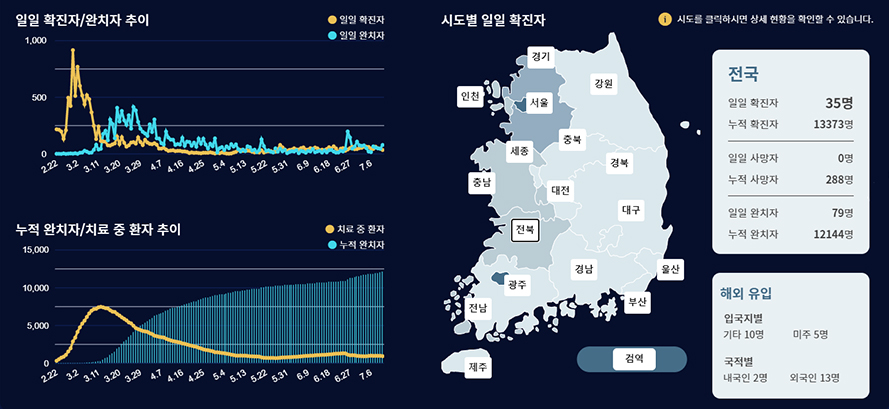 일일 확진자/완치자 추이
일일 확진자
일일 완치자
1,000
500
0
2.22 3.2 3.11 3.20 3.29 4.7 4.16 4.25 5.4 5.13 5.22 5.31 6.9 6.18 6.27 7.6
누적 완치자/치료 중 환자 추이
치료 중 환자
누적 완치자
15,000
10,000
5,000
0
2.22 3.2 3.11 3.20 3.29 4.7 4.16 4.25 5.4 5.13 5.22 5.31 6.9 6.18 6.27 7.6
시도별 일일 확진자
i 시도를 클릭하시면 상세 현황을 확인할 수 있습니다.
경기
강원
인천
서울
충북
세종
경북
충남
대전
대구
전북
경남
울산
광주
전남
부산
제주
검역
전국
일일 확진자 35명
누적 확진자 13373명
일일 사망자 0명
누적 사망자 288명
일일 완치자 79명
누적 완치자 12144명
해외 유입
입국지별
기타 10명 미주 5명
국적별
내국인 2명 외국인 13명